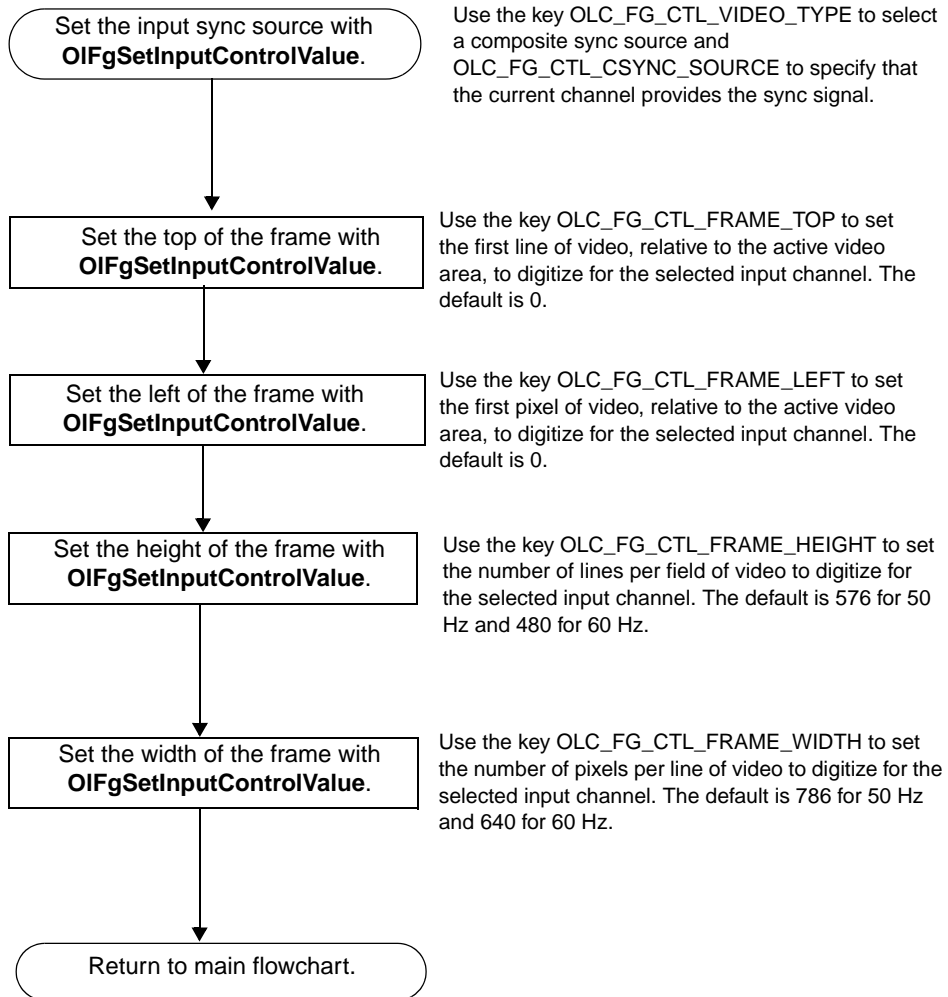 Set the input sync source with
OlFgSetInputControlValue.
Use the key OLC_FG_CTL_VIDEO_TYPE to select
a composite sync source and
OLC_FG_CTL_CSYNC_SOURCE to specify that
the current channel provides the sync signal.
Set the top of the frame with
OlFgSetInputControlValue.
Use the key OLC_FG_CTL_FRAME_TOP to set
the first line of video, relative to the active video
area, to digitize for the selected input channel. The
default is 0.
Set the left of the frame with
OlFgSetInputControlValue.
Use the key OLC_FG_CTL_FRAME_LEFT to set
the first pixel of video, relative to the active video
area, to digitize for the selected input channel. The
default is 0.
Set the height of the frame with
OlFgSetInputControlValue.
Use the key OLC_FG_CTL_FRAME_HEIGHT to set
the number of lines per field of video to digitize for
the selected input channel. The default is 576 for 50
Hz and 480 for 60 Hz.
Set the width of the frame with
OlFgSetInputControlValue.
Use the key OLC_FG_CTL_FRAME_WIDTH to set
the number of pixels per line of video to digitize for the
selected input channel. The default is 786 for 50 Hz
and 640 for 60 Hz.
Return to main flowchart.